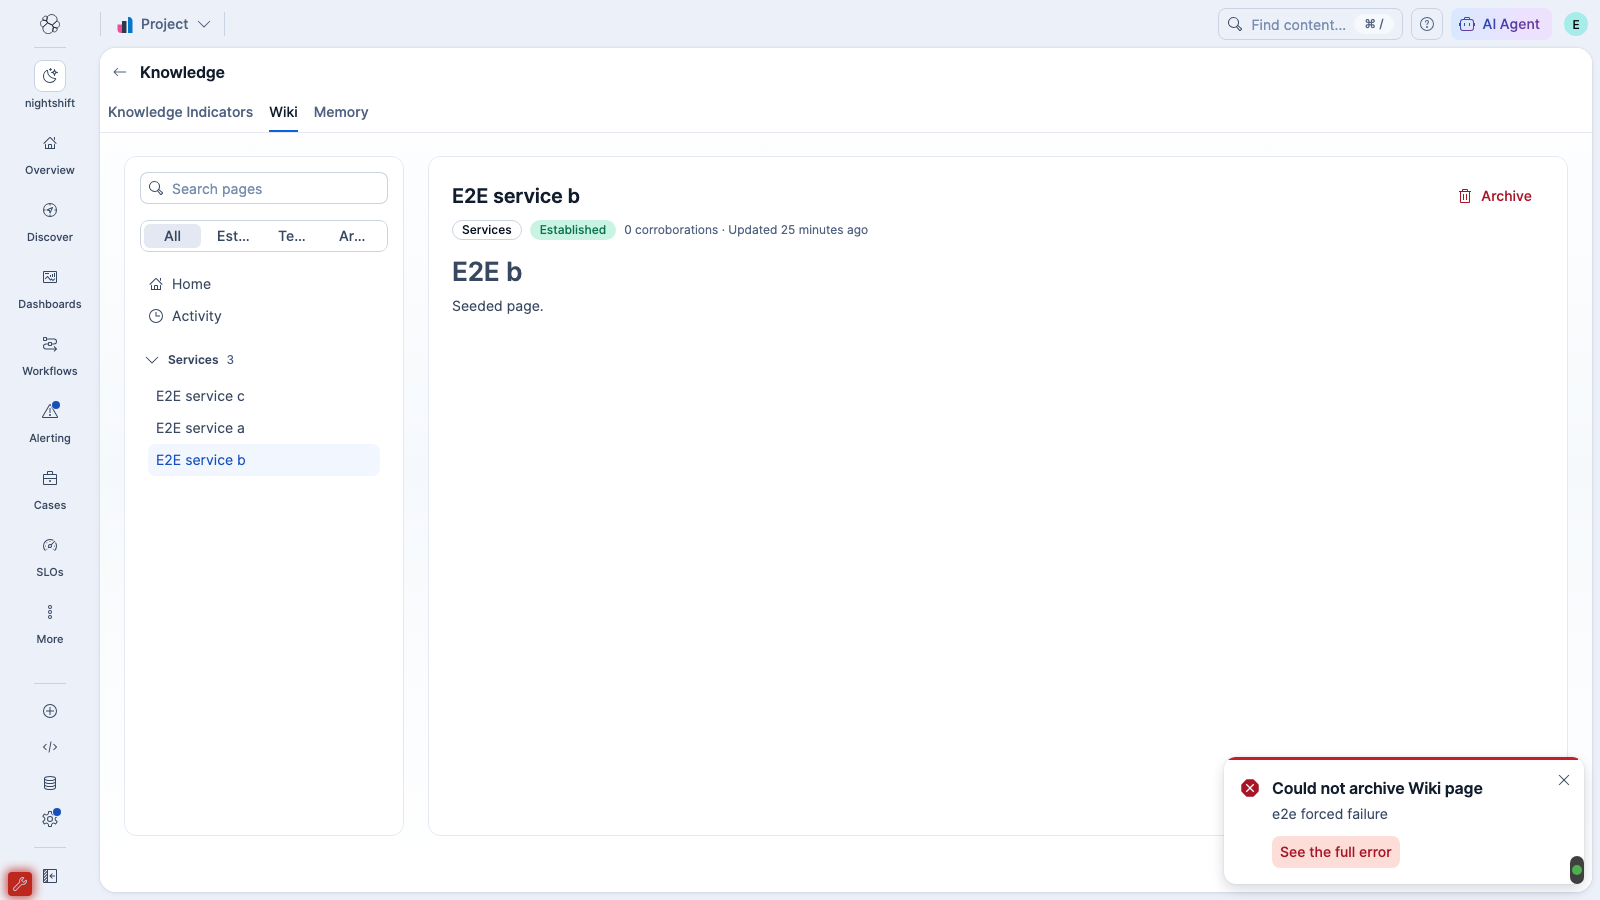 Project
Find content...
⌘ /
AI Agent
E
nightshift
Overview
Discover
Dashboards
Workflows
Alerting
Cases
SLOs
More
Knowledge
Knowledge Indicators
Wiki
Memory
Search pages
All
Est...
Te...
Ar...
Home
Activity
Services 3
E2E service c
E2E service a
E2E service b
E2E service b
Archive
Services
Established
0 corroborations · Updated 25 minutes ago
E2E b
Seeded page.
Could not archive Wiki page
e2e forced failure
See the full error